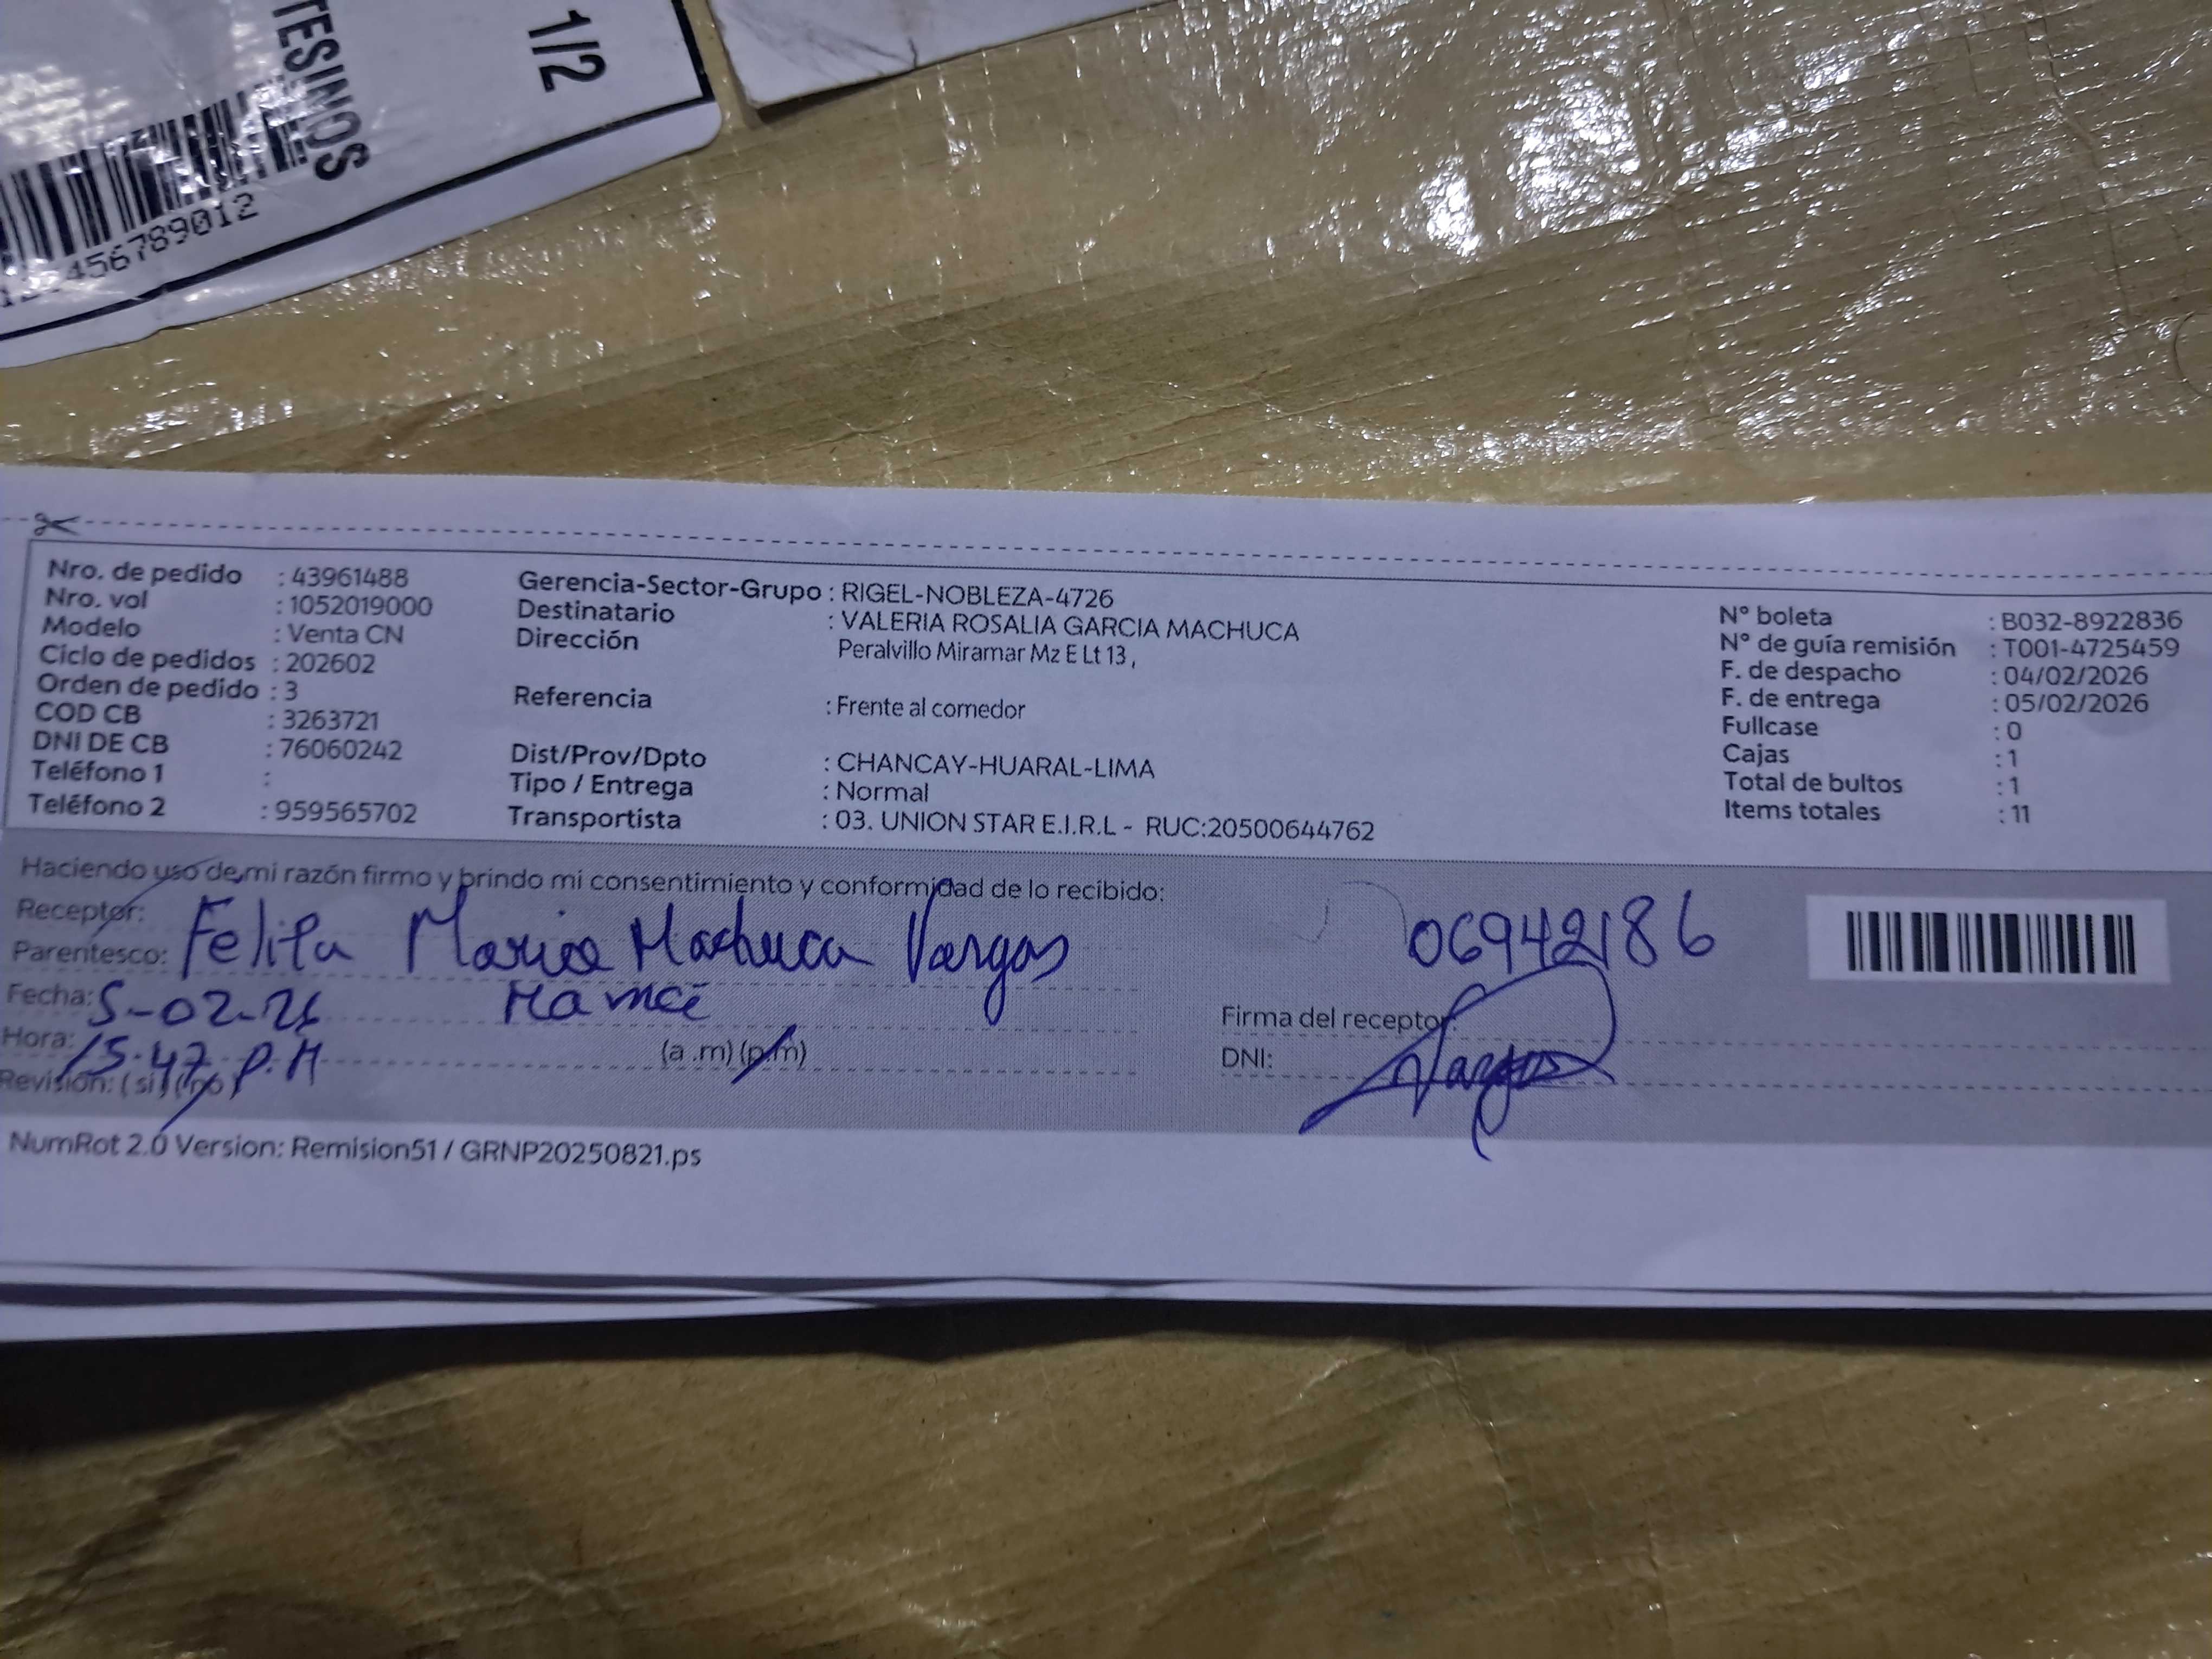 TESINOS
1/2
456789012
Nro. de pedido : 43961488
Nro. vol : 1052019000
Modelo : Venta CN
Ciclo de pedidos : 202602
Orden de pedido : 3
COD CB : 3263721
DNI DE CB : 76060242
Teléfono 1 :
Teléfono 2 : 959565702
Gerencia-Sector-Grupo : RIGEL-NOBLEZA-4726
Destinatario : VALERIA ROSALIA GARCIA MACHUCA
Dirección Peralvillo Miramar Mz E Lt 13 ,
Referencia : Frente al comedor
Dist/Prov/Dpto : CHANCAY-HUARAL-LIMA
Tipo / Entrega : Normal
Transportista : 03. UNION STAR E.I.R.L - RUC:20500644762
N° boleta : B032-8922836
N° de guía remisión : T001-4725459
F. de despacho : 04/02/2026
F. de entrega : 05/02/2026
Fullcase : 0
Cajas : 1
Total de bultos : 1
Items totales : 11
Haciendo uso de mi razón firmo y brindo mi consentimiento y conformidad de lo recibido:
Receptor:
Parentesco: Felita Maria Machuca Vargas
Fecha: 5-02-26 Mamá
Hora: 15:47 P.M (a .m) (p.m)
Revisión: ( si ) ( no )
06942186
Firma del receptor:
DNI: Vargas
NumRot 2.0 Version: Remision51 / GRNP20250821.ps